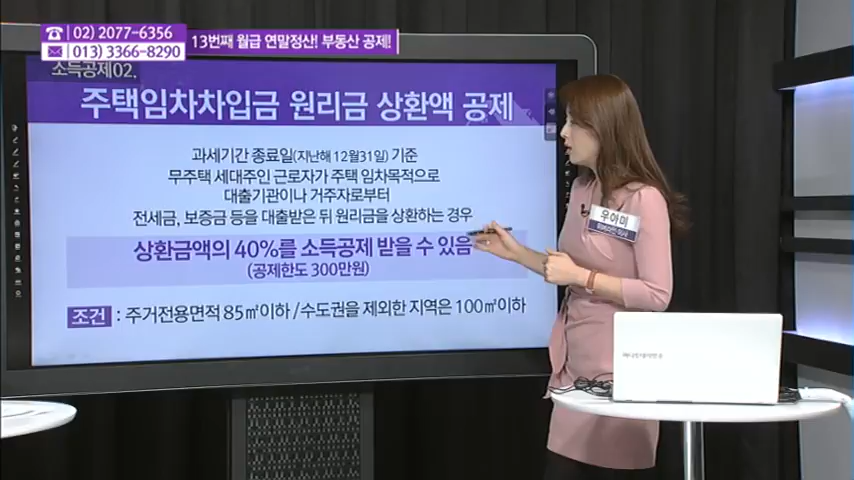 02) 2077-6356
013) 3366-8290
13번째 월급 연말정산! 부동산 공제!
소득공제02.
주택임차차입금 원리금 상환액 공제
과세기간 종료일(지난해 12월31일) 기준
무주택 세대주인 근로자가 주택 임차목적으로
대출기관이나 거주자로부터
전세금, 보증금 등을 대출받은 뒤 원리금을 상환하는 경우
상환금액의 40%를 소득공제 받을 수 있음
(공제한도 300만원)
조건 : 주거전용면적 85㎡이하/수도권을 제외한 지역은 100㎡이하
우아미